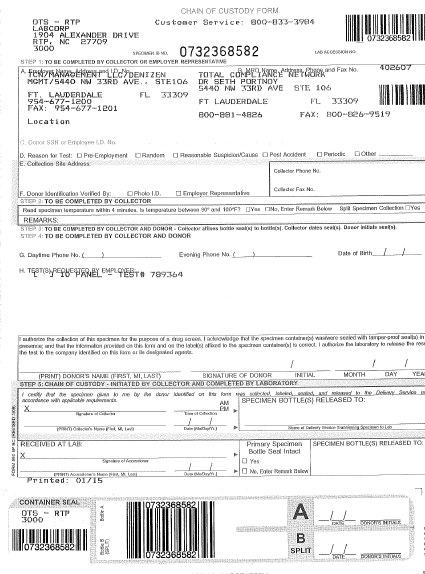 CHAIN OF CUSTODY FORM
OTS - RTP
LABCORP
1904 ALEXANDER DRIVE
RTP, NC 27709
3000
Customer Service: 800-833-3984
0732368582
SPECIMEN ID NO.
0732368582
LAB ACCESSION NO.
STEP 1: TO BE COMPLETED BY COLLECTOR OR EMPLOYER REPRESENTATIVE
A. Employer Name, Address and I.D. No.
B. MRO Name, Address, Phone and Fax No.
402607
TCN/MANAGEMENT LLC/DENIZEN
MGMT/5440 NW 33RD AVE., STE106
FT. LAUDERDALE FL 33309
954-677-1200
FAX: 954-677-1201
Location
TOTAL COMPLIANCE NETWORK
DR SETH PORTNOY
5440 NW 33RD AVE STE 106
FT LAUDERDALE FL 33309
800-881-4826 FAX: 800-826-9519
C. Donor SSN or Employee I.D. No.
D. Reason for Test: Pre-Employment Random Reasonable Suspicion/Cause Post Accident Periodic Other
E. Collection Site Address:
Collector Phone No.
Collector Fax No.
F. Donor Identification Verified By: Photo I.D. Employer Representative
STEP 2: TO BE COMPLETED BY COLLECTOR
Read specimen temperature within 4 minutes. Is temperature between 90° and 100°F? Yes No, Enter Remark Below Split Specimen Collection Yes
REMARKS:
STEP 3: TO BE COMPLETED BY COLLECTOR AND DONOR - Collector affixes bottle seal(s) to bottle(s). Collector dates seal(s). Donor initials seal(s).
STEP 4: TO BE COMPLETED BY COLLECTOR AND DONOR
G. Daytime Phone No. ( ) Evening Phone No. ( ) Date of Birth / /
H. TEST(S) REQUESTED BY EMPLOYER
10 PANEL - TEST# 789364
I authorize the collection of this specimen for the purpose of a drug screen. I acknowledge that the specimen container(s) was/were sealed with tamper-proof seal(s) in
presence; and that the information provided on this form and on the label(s) affixed to the specimen container(s) is correct. I authorize the laboratory to release the res
the test to the company identified on this form or its designated agents.
(PRINT) DONOR'S NAME (FIRST, MI, LAST) SIGNATURE OF DONOR INITIAL MONTH DAY YEA
STEP 5: CHAIN OF CUSTODY - INITIATED BY COLLECTOR AND COMPLETED BY LABORATORY
I certify that the specimen given to me by the donor identified on this form was collected, labeled, sealed, and released to the Delivery Service
accordance with applicable requirements.
SPECIMEN BOTTLE(S) RELEASED TO:
X
AM
PM
Signature of Collector Time of Collection
(PRINT) Collector's Name (First, MI, Last) Date (Mo/Day/Yr.)
Name of Delivery Service Transferring Specimen to Lab
RECEIVED AT LAB:
X
Signature of Accessioner
(PRINT) Accessioner's Name (First, MI, Last) Date (Mo/Day/Yr.)
Primary Specimen
Bottle Seal Intact
Yes
No, Enter Remark Below
SPECIMEN BOTTLE(S) RELEASED TO:
Printed: 01/15
CONTAINER SEAL
OTS - RTP
3000
0732368582
Bottle A
Bottle B
(SPLIT)
0732368582
A
DATE DONOR'S INITIALS
B
SPLIT
DATE DONOR'S INITIALS